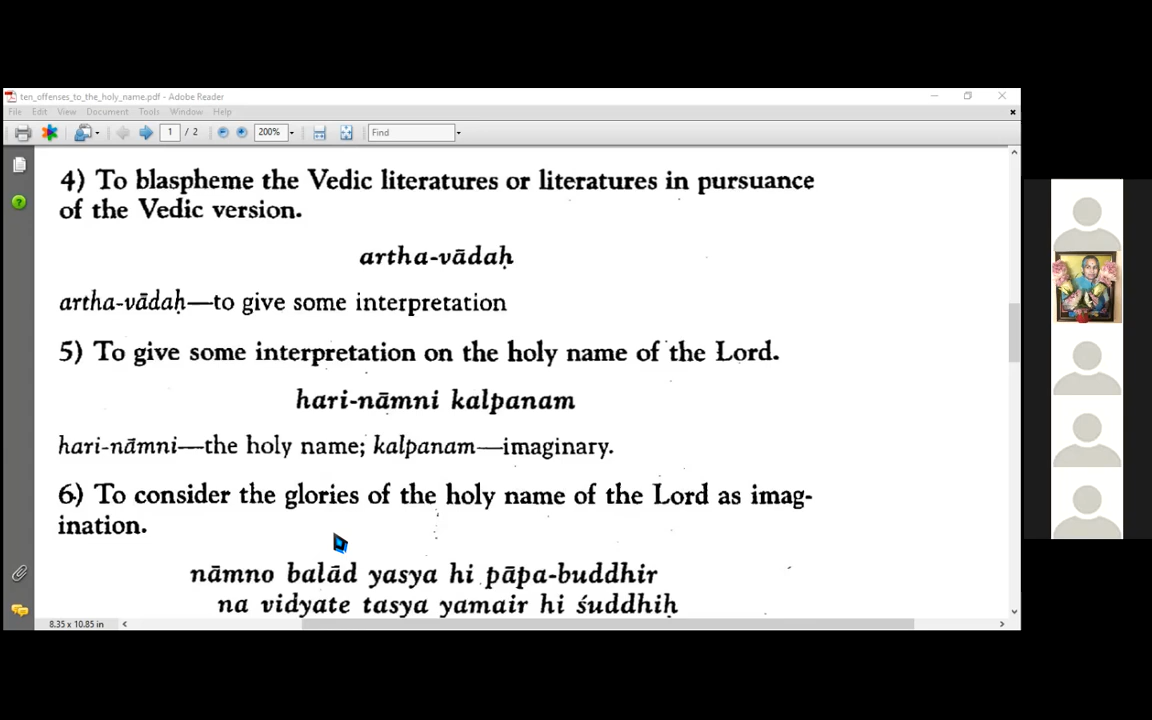 ten_offenses_to_the_holy_name.pdf - Adobe Reader
File Edit View Document Tools Window Help
1 / 2 200% Find
4) To blaspheme the Vedic literatures or literatures in pursuance
of the Vedic version.
artha-vādaḥ
artha-vādaḥ—to give some interpretation
5) To give some interpretation on the holy name of the Lord.
hari-nāmni kalpanam
hari-nāmni—the holy name; kalpanam—imaginary.
6) To consider the glories of the holy name of the Lord as imag-
ination.
nāmno balād yasya hi pāpa-buddhir
na vidyate tasya yamair hi śuddhiḥ
8.35 x 10.85 in